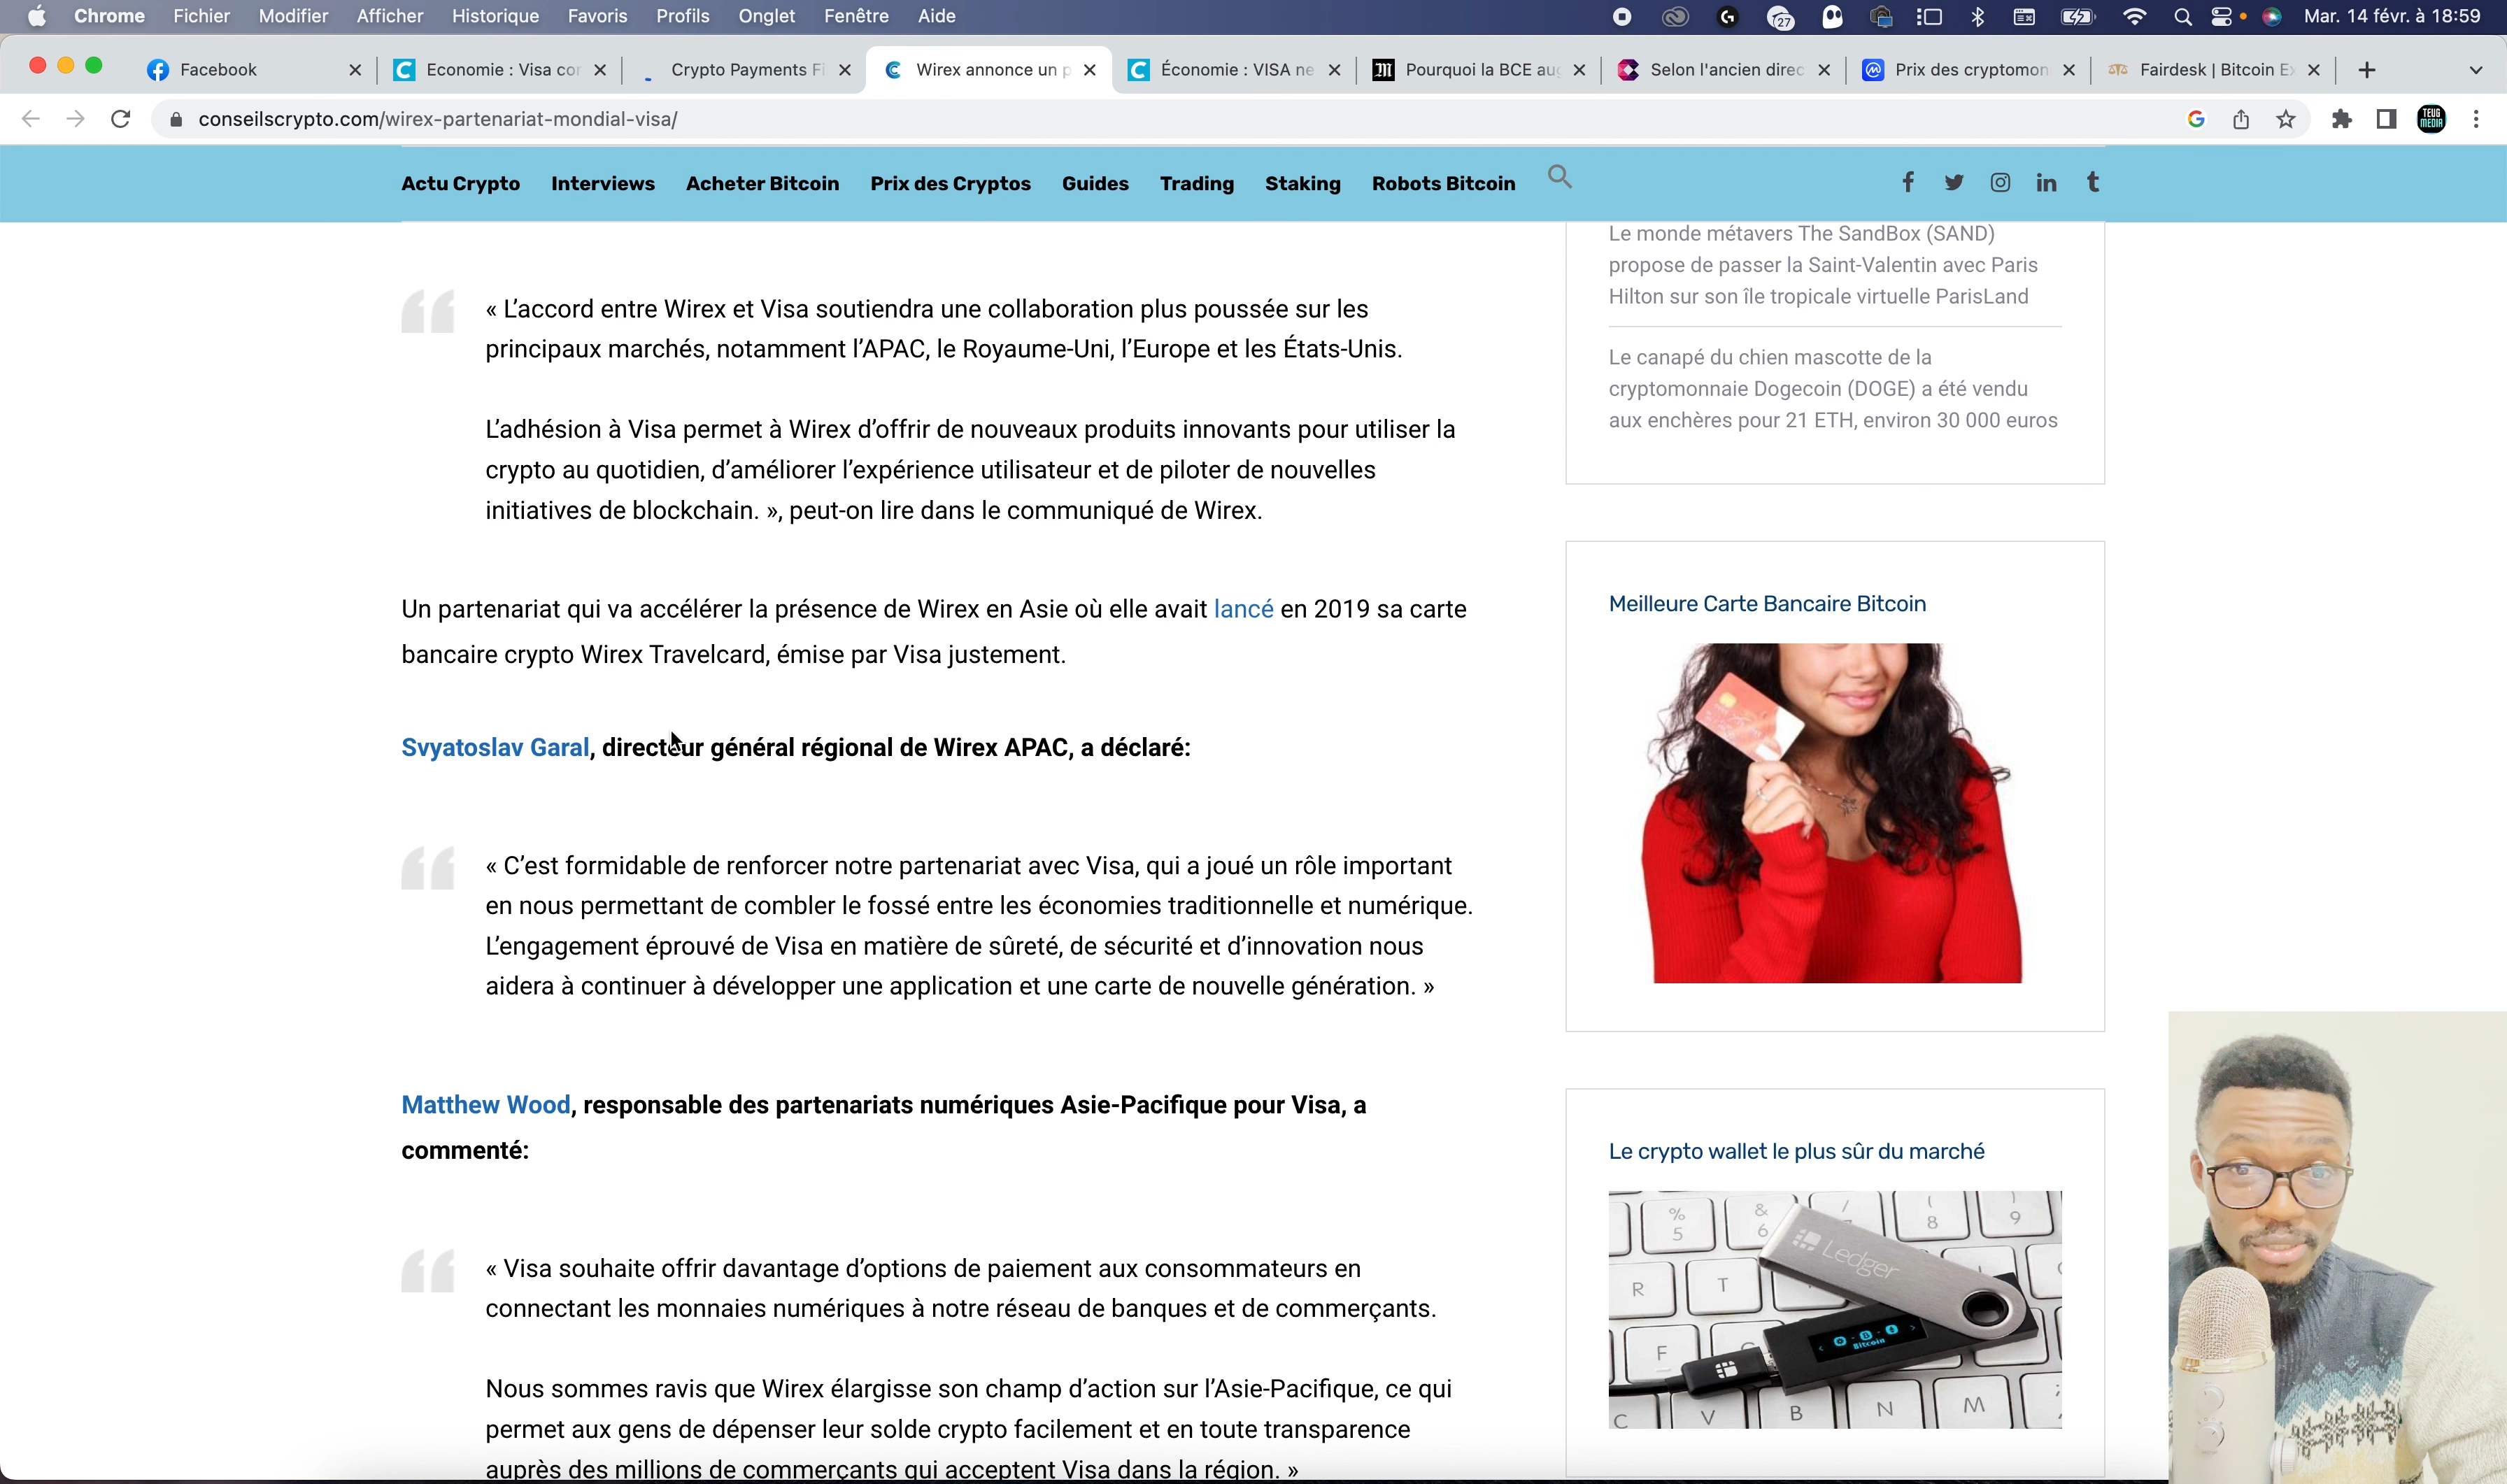 Chrome Fichier Modifier Afficher Historique Favoris Profils Onglet Fenêtre Aide
27
Mar. 14 févr. à 18:59
Facebook
Economie : Visa con
Crypto Payments Fi
Wirex annonce un p
Économie : VISA ne
Pourquoi la BCE aug
Selon l'ancien direc
Prix des cryptomon
Fairdesk | Bitcoin Ex
conseilscrypto.com/wirex-partenariat-mondial-visa/
TEUG
MEDIA
Actu Crypto Interviews Acheter Bitcoin Prix des Cryptos Guides Trading Staking Robots Bitcoin
« L’accord entre Wirex et Visa soutiendra une collaboration plus poussée sur les
principaux marchés, notamment l’APAC, le Royaume-Uni, l’Europe et les États-Unis.
L’adhésion à Visa permet à Wirex d’offrir de nouveaux produits innovants pour utiliser la
crypto au quotidien, d’améliorer l’expérience utilisateur et de piloter de nouvelles
initiatives de blockchain. », peut-on lire dans le communiqué de Wirex.
Un partenariat qui va accélérer la présence de Wirex en Asie où elle avait lancé en 2019 sa carte
bancaire crypto Wirex Travelcard, émise par Visa justement.
Svyatoslav Garal, directeur général régional de Wirex APAC, a déclaré:
« C’est formidable de renforcer notre partenariat avec Visa, qui a joué un rôle important
en nous permettant de combler le fossé entre les économies traditionnelle et numérique.
L’engagement éprouvé de Visa en matière de sûreté, de sécurité et d’innovation nous
aidera à continuer à développer une application et une carte de nouvelle génération. »
Matthew Wood, responsable des partenariats numériques Asie-Pacifique pour Visa, a
commenté:
« Visa souhaite offrir davantage d’options de paiement aux consommateurs en
connectant les monnaies numériques à notre réseau de banques et de commerçants.
Nous sommes ravis que Wirex élargisse son champ d’action sur l’Asie-Pacifique, ce qui
permet aux gens de dépenser leur solde crypto facilement et en toute transparence
auprès des millions de commerçants qui acceptent Visa dans la région. »
Le monde métavers The SandBox (SAND)
propose de passer la Saint-Valentin avec Paris
Hilton sur son île tropicale virtuelle ParisLand
Le canapé du chien mascotte de la
cryptomonnaie Dogecoin (DOGE) a été vendu
aux enchères pour 21 ETH, environ 30 000 euros
Meilleure Carte Bancaire Bitcoin
Le crypto wallet le plus sûr du marché
% & ( )
5 6 8 9
Ledger
R T
Bitcoin
F
C V B N M